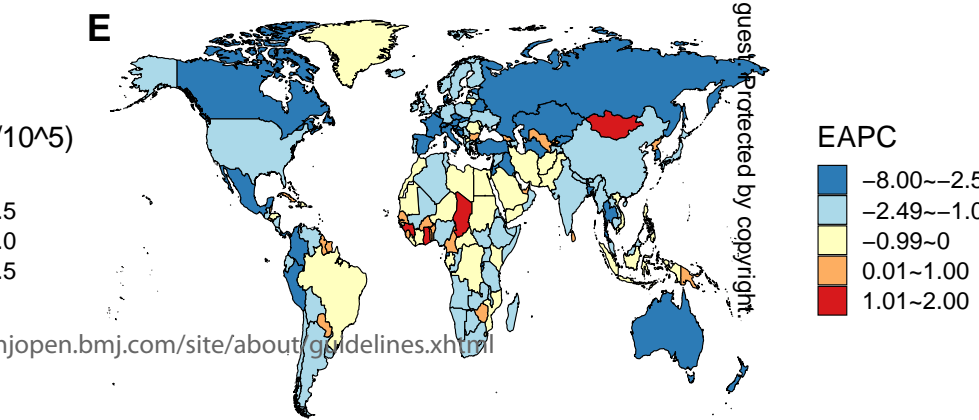 E
/10^5)
.5
.0
.5
EAPC
−8.00~−2.5
−2.49~−1.0
−0.99~0
0.01~1.00
1.01~2.00
guest. Protected by copyright.
njopen.bmj.com/site/about/guidelines.xhtml